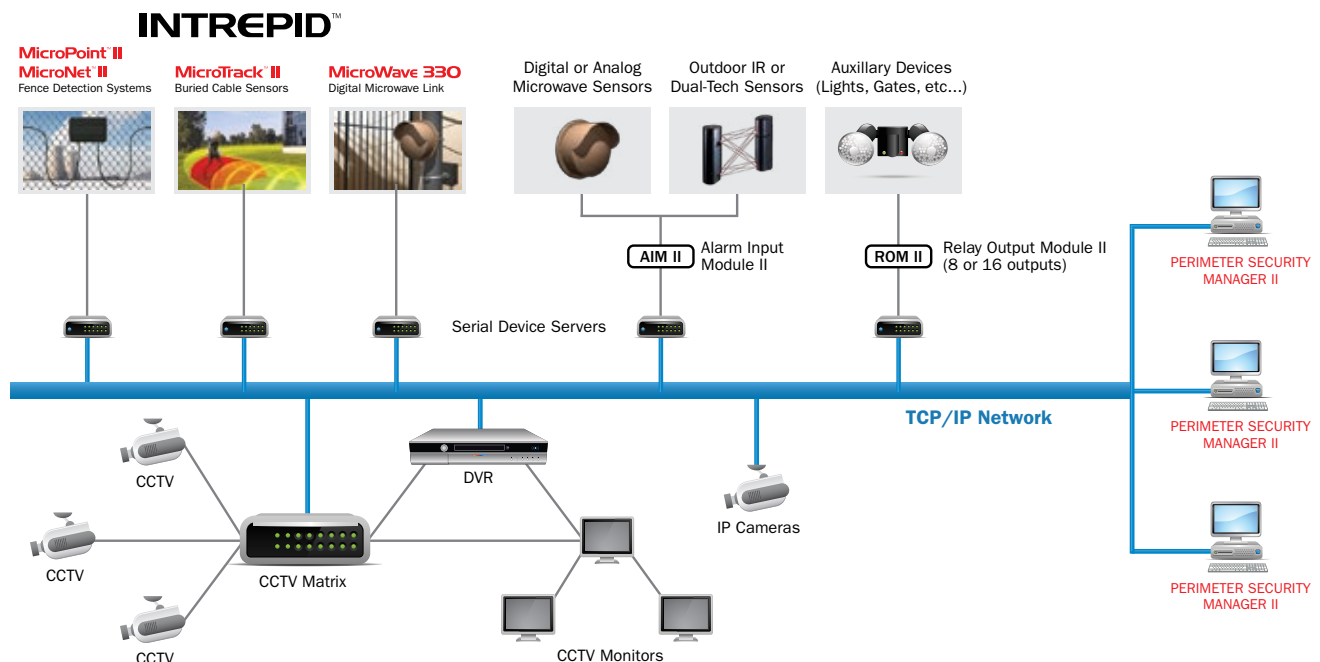 INTREPID™
MicroPoint™ II
MicroNet™ II
Fence Detection Systems
MicroTrack™ II
Buried Cable Sensors
MicroWave 330
Digital Microwave Link
Digital or Analog
Microwave Sensors
Outdoor IR or
Dual-Tech Sensors
Auxillary Devices
(Lights, Gates, etc...)
AIM II
Alarm Input
Module II
ROM II
Relay Output Module II
(8 or 16 outputs)
Serial Device Servers
PERIMETER SECURITY
MANAGER II
TCP/IP Network
PERIMETER SECURITY
MANAGER II
CCTV
DVR
IP Cameras
CCTV
CCTV Matrix
PERIMETER SECURITY
MANAGER II
CCTV
CCTV Monitors